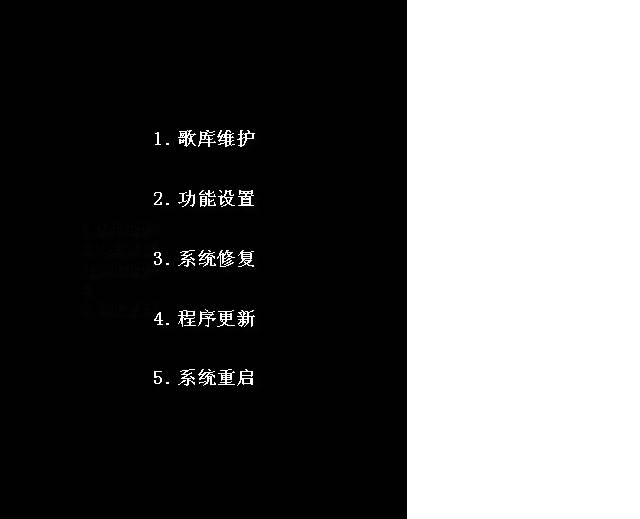 1. 歌库维护
2. 功能设置
3. 系统修复
4. 程序更新
5. 系统重启